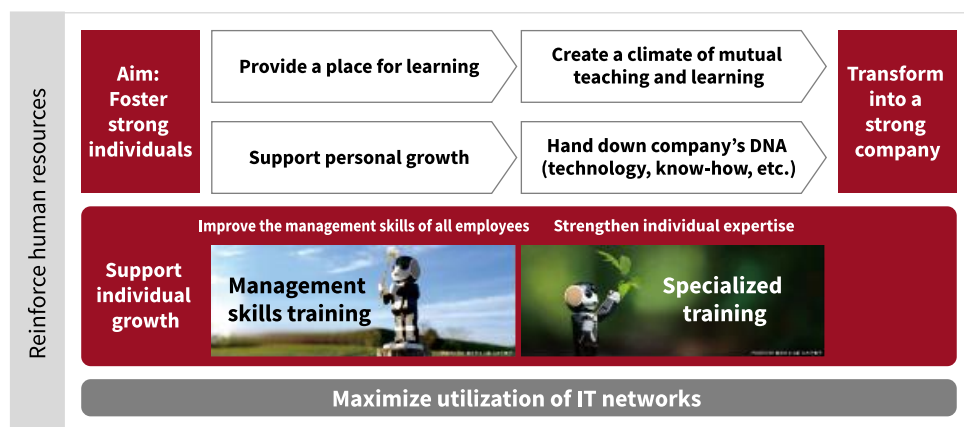 Reinforce human resources
Aim:
Foster
strong
individuals
Provide a place for learning
Create a climate of mutual
teaching and learning
Support personal growth
Hand down company’s DNA
(technology, know-how, etc.)
Transform
into a
strong
company
Support
individual
growth
Improve the management skills of all employees
Management
skills training
Strengthen individual expertise
Specialized
training
Maximize utilization of IT networks